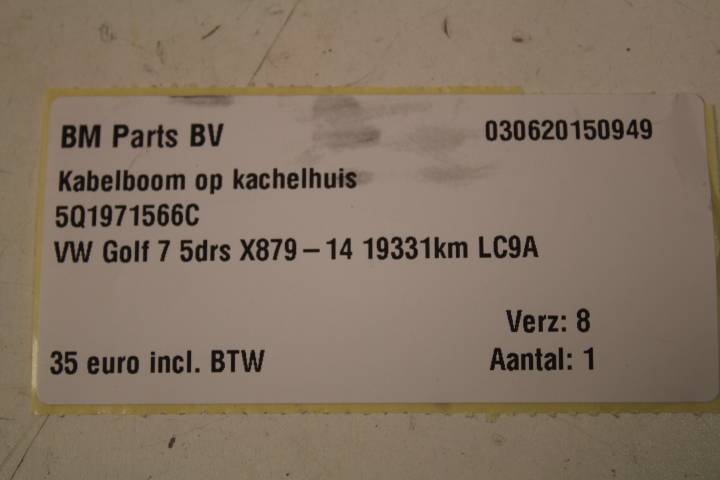 BM Parts BV 030620150949
Kabelboom op kachelhuis
5Q1971566C
VW Golf 7 5drs X879-14 19331km LC9A
Verz: 8
35 euro incl. BTW Aantal: 1